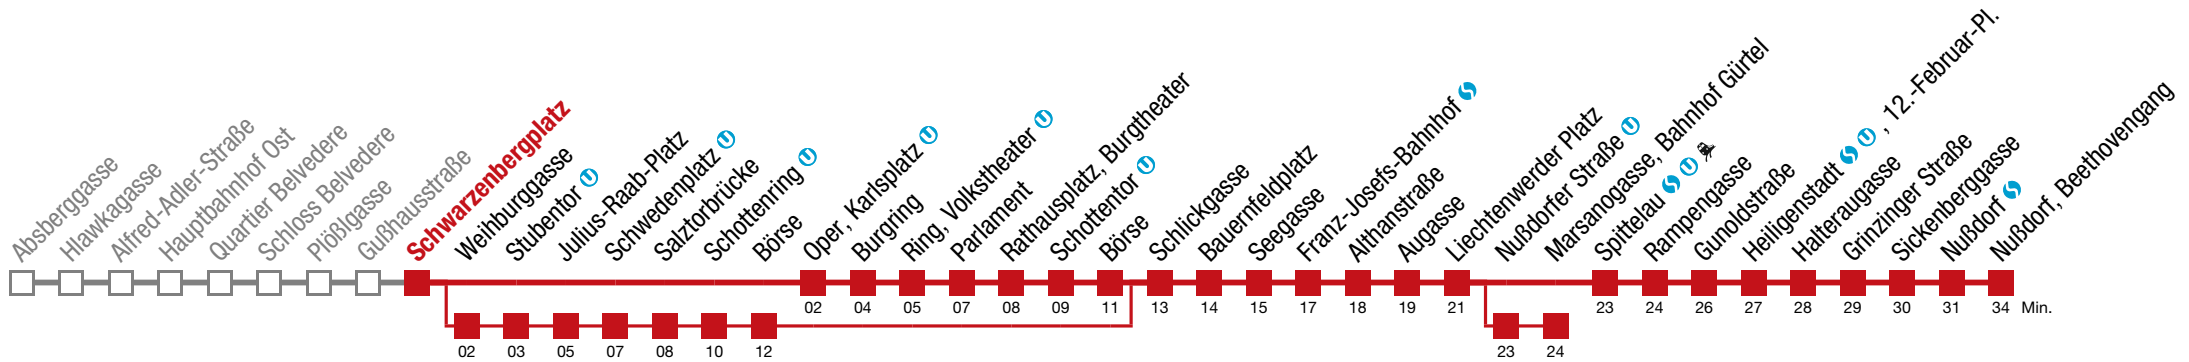 Absberggasse
Hlawkagasse
Alfred-Adler-Straße
Hauptbahnhof Ost
Quartier Belvedere
Schloss Belvedere
Plößlgasse
Gußhausstraße
Schwarzenbergplatz
Weihburggasse
Stubentor U
Julius-Raab-Platz
Schwedenplatz U
Salztorbrücke
Schottenring U
Börse
Oper, Karlsplatz U
Burgring
Ring, Volkstheater U
Parlament
Rathausplatz, Burgtheater
Schottentor U
Börse
Schlickgasse
Bauernfeldplatz
Seegasse
Franz-Josefs-Bahnhof S
Althanstraße
Augasse
Liechtenwerder Platz
Nußdorfer Straße U
Marsanogasse, Bahnhof Gürtel
Spittelau S U
Rampengasse
Gunoldstraße
Heiligenstadt S U , 12.-Februar-Pl.
Halteraugasse
Grinzinger Straße
Sickenberggasse
Nußdorf S
Nußdorf, Beethovengang
02 04 05 07 08 09 11 13 14 15 17 18 19 21 23 24 26 27 28 29 30 31 34 Min.
02 03 05 07 08 10 12 23 24